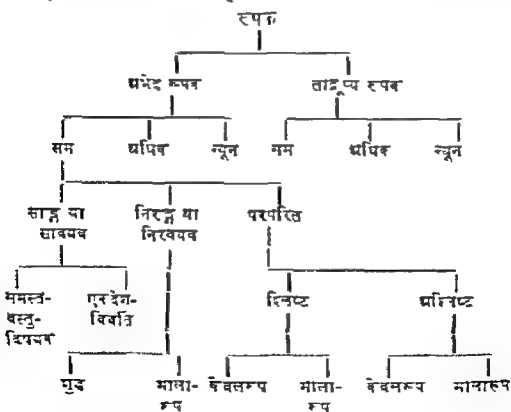 रूपक
अभेद रूपक ताद्रूप्य रूपक
सम अधिक न्यून सम अधिक न्यून
साङ्ग या निरङ्ग या परंपरित
सावयव निरवयव
समस्त- एकदेश- श्लिष्ट अश्लिष्ट
वस्तु- विवर्ति
विषयक
शुद्ध माला- केवलरूप माला- केवलरूप मालारूप
रूप रूप